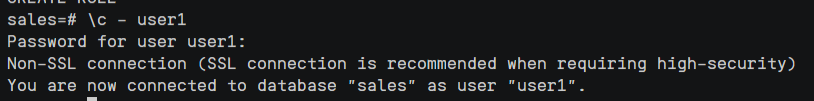 CREATE ROLE
sales=# \c - user1
Password for user user1:
Non-SSL connection (SSL connection is recommended when requiring high-security)
You are now connected to database "sales" as user "user1".